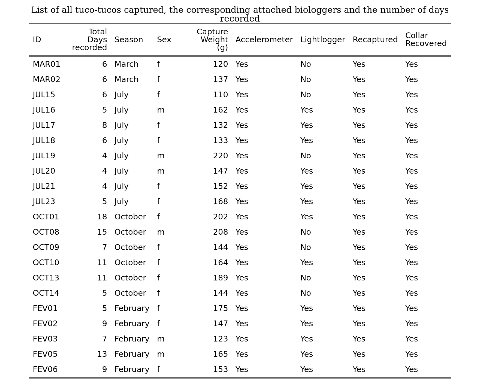 List of all tuco-tucos captured, the corresponding attached biologgers and the number of days
recorded
ID Total Days recorded Season Sex Capture Weight (g) Accelerometer Lightlogger Recaptured Collar Recovered
MAR01 6 March f 120 Yes No Yes Yes
MAR02 6 March f 137 Yes No Yes Yes
JUL15 6 July f 110 Yes No Yes Yes
JUL16 5 July m 162 Yes Yes Yes Yes
JUL17 8 July f 132 Yes Yes Yes Yes
JUL18 6 July f 133 Yes Yes Yes Yes
JUL19 4 July m 220 Yes No Yes Yes
JUL20 4 July m 147 Yes Yes Yes Yes
JUL21 4 July f 152 Yes Yes Yes Yes
JUL23 5 July f 168 Yes Yes Yes Yes
OCT01 18 October f 202 Yes Yes Yes Yes
OCT08 15 October m 208 Yes No Yes Yes
OCT09 7 October f 144 Yes No Yes Yes
OCT10 11 October f 164 Yes Yes Yes Yes
OCT13 11 October f 189 Yes No Yes Yes
OCT14 5 October f 144 Yes No Yes Yes
FEV01 5 February f 175 Yes Yes Yes Yes
FEV02 9 February f 147 Yes Yes Yes Yes
FEV03 7 February m 123 Yes Yes Yes Yes
FEV05 13 February m 165 Yes Yes Yes Yes
FEV06 9 February f 153 Yes Yes Yes Yes